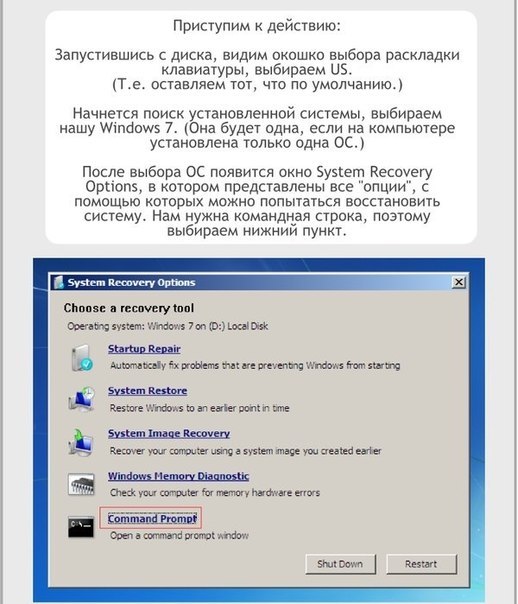 Приступим к действию:
Запустившись с диска, видим окошко выбора раскладки
клавиатуры, выбираем US.
(Т.е. оставляем тот, что по умолчанию.)
Начнется поиск установленной системы, выбираем
нашу Windows 7. (Она будет одна, если на компьютере
установлена только одна ОС.)
После выбора ОС появится окно System Recovery
Options, в котором представлены все "опции", с
помощью которых можно попытаться восстановить
систему. Нам нужна командная строка, поэтому
выбираем нижний пункт.
System Recovery Options
Choose a recovery tool
Operating system: Windows 7 on (D:) Local Disk
Startup Repair
Automatically fix problems that are preventing Windows from starting
System Restore
Restore Windows to an earlier point in time
System Image Recovery
Recover your computer using a system image you created earlier
Windows Memory Diagnostic
Check your computer for memory hardware errors
Command Prompt
Open a command prompt window
Shut Down Restart